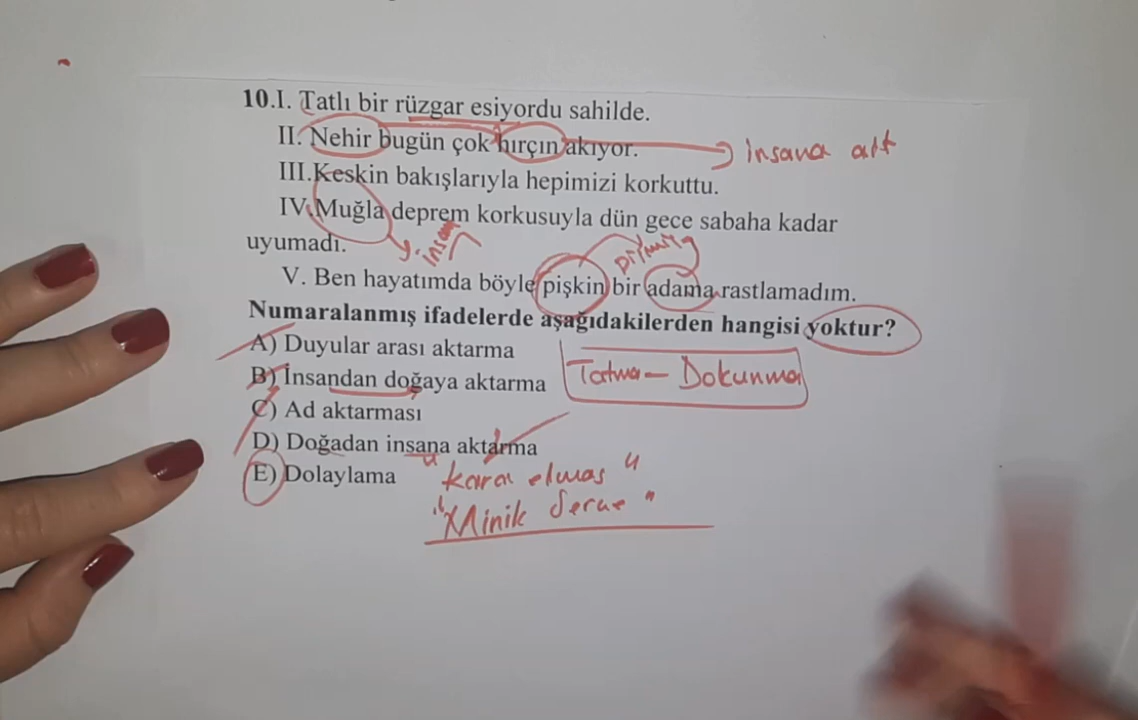 10.I. Tatlı bir rüzgar esiyordu sahilde.
II. Nehir bugün çok hırçın akıyor. insana ait
III.Keskin bakışlarıyla hepimizi korkuttu.
IV.Muğla deprem korkusuyla dün gece sabaha kadar
uyumadı. insan pişmiş
V. Ben hayatımda böyle pişkin bir adama rastlamadım.
Numaralanmış ifadelerde aşağıdakilerden hangisi yoktur?
A) Duyular arası aktarma
B) İnsandan doğaya aktarma Tatma - Dokunma
C) Ad aktarması
D) Doğadan insana aktarma
E) Dolaylama "kara elmas"
"Minik Serçe"